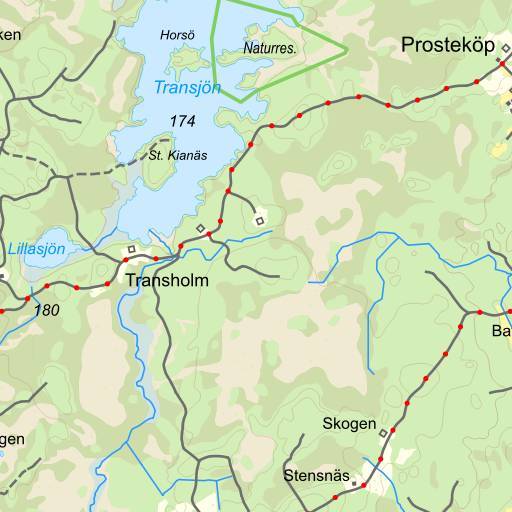 ken
Horsö
Naturres.
Prosteköp
Transjön
174
St. Kianäs
Lillasjön
Transholm
180
Ba
Skogen
gen
Stensnäs